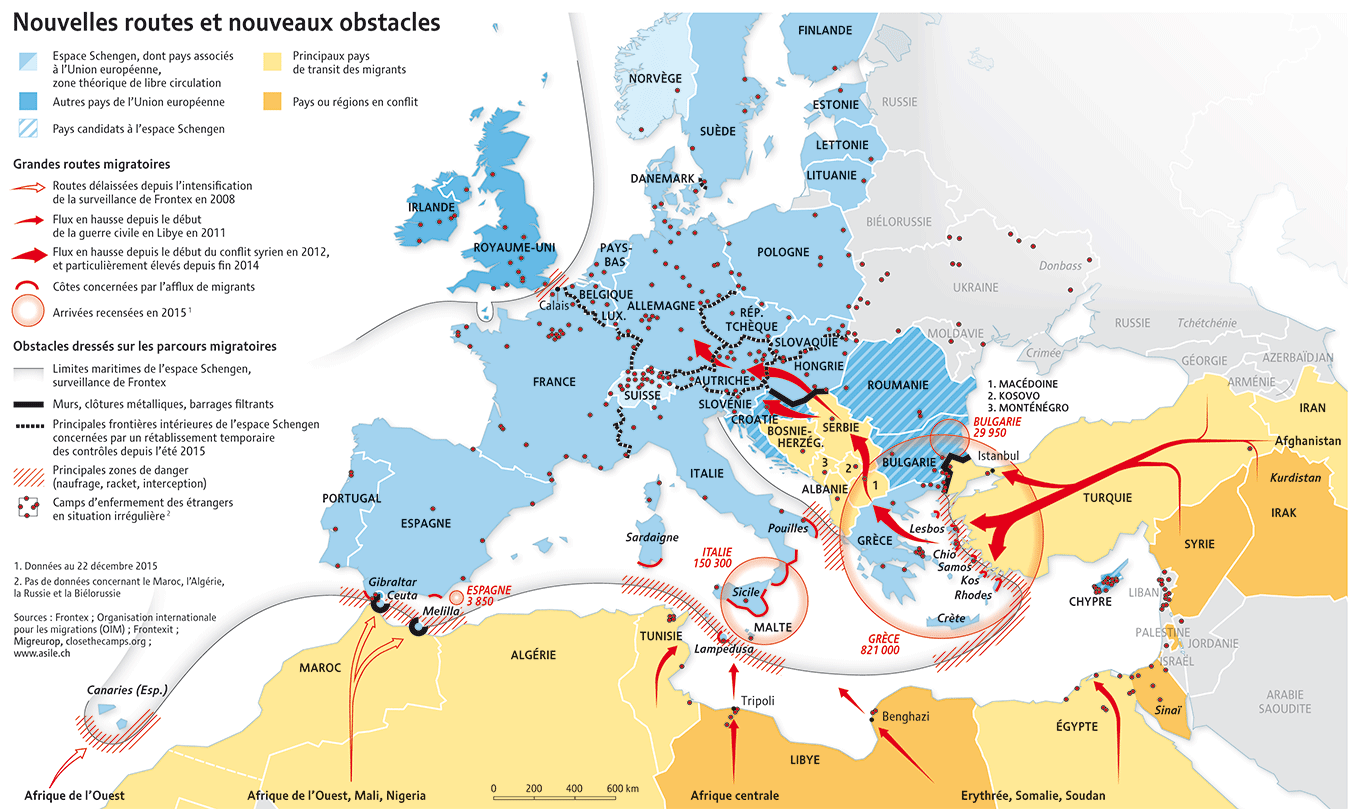 Nouvelles routes et nouveaux obstacles
Espace Schengen, dont pays associés
à l'Union européenne,
zone théorique de libre circulation
Autres pays de l'Union européenne
Pays candidats à l'espace Schengen
Principaux pays
de transit des migrants
Pays ou régions en conflit
Grandes routes migratoires
Routes délaissées depuis l'intensification
de la surveillance de Frontex en 2008
Flux en hausse depuis le début
de la guerre civile en Libye en 2011
Flux en hausse depuis le début du conflit syrien en 2012,
et particulièrement élevés depuis fin 2014
Côtes concernées par l'afflux de migrants
Arrivées recensées en 2015 1
Obstacles dressés sur les parcours migratoires
Limites maritimes de l'espace Schengen,
surveillance de Frontex
Murs, clôtures métalliques, barrages filtrants
Principales frontières intérieures de l'espace Schengen
concernées par un rétablissement temporaire
des contrôles depuis l'été 2015
Principales zones de danger
(naufrage, racket, interception)
Camps d'enfermement des étrangers
en situation irrégulière 2
1. Données au 22 décembre 2015
2. Pas de données concernant le Maroc, l'Algérie,
la Russie et la Biélorussie
Sources : Frontex ; Organisation internationale
pour les migrations (OIM) ; Frontexit ;
Migreurop, closethecamps.org ;
www.asile.ch
FINLANDE
NORVÈGE
SUÈDE
ESTONIE
RUSSIE
LETTONIE
LITUANIE
DANEMARK
IRLANDE
ROYAUME-UNI
PAYS-
BAS
POLOGNE
BIÉLORUSSIE
Calais
BELGIQUE
LUX.
ALLEMAGNE
RÉP.
TCHÈQUE
UKRAINE
Donbass
SLOVAQUIE
MOLDAVIE
RUSSIE
Tchétchénie
Crimée
GÉORGIE
AZERBAÏDJAN
ARMÉNIE
FRANCE
SUISSE
AUTRICHE
HONGRIE
ROUMANIE
SLOVÉNIE
CROATIE
BOSNIE-
HERZÉG.
SERBIE
1. MACÉDOINE
2. KOSOVO
3. MONTÉNÉGRO
BULGARIE
29 950
IRAN
Afghanistan
Kurdistan
IRAK
SYRIE
Istanbul
BULGARIE
3
2
1
ALBANIE
TURQUIE
ITALIE
PORTUGAL
ESPAGNE
Sardaigne
Pouilles
GRÈCE
Lesbos
Chio
Samos
Kos
Rhodes
Crète
GRÈCE
821 000
ITALIE
150 300
Sicile
MALTE
Lampedusa
Gibraltar
Ceuta
Melilla
ESPAGNE
3 850
CHYPRE
LIBAN
PALESTINE
JORDANIE
ISRAËL
Sinaï
ARABIE
SAOUDITE
TUNISIE
ALGÉRIE
MAROC
Canaries (Esp.)
Tripoli
Benghazi
LIBYE
ÉGYPTE
Afrique de l'Ouest
Afrique de l'Ouest, Mali, Nigeria
0 200 400 600 km
Afrique centrale
Erythrée, Somalie, Soudan